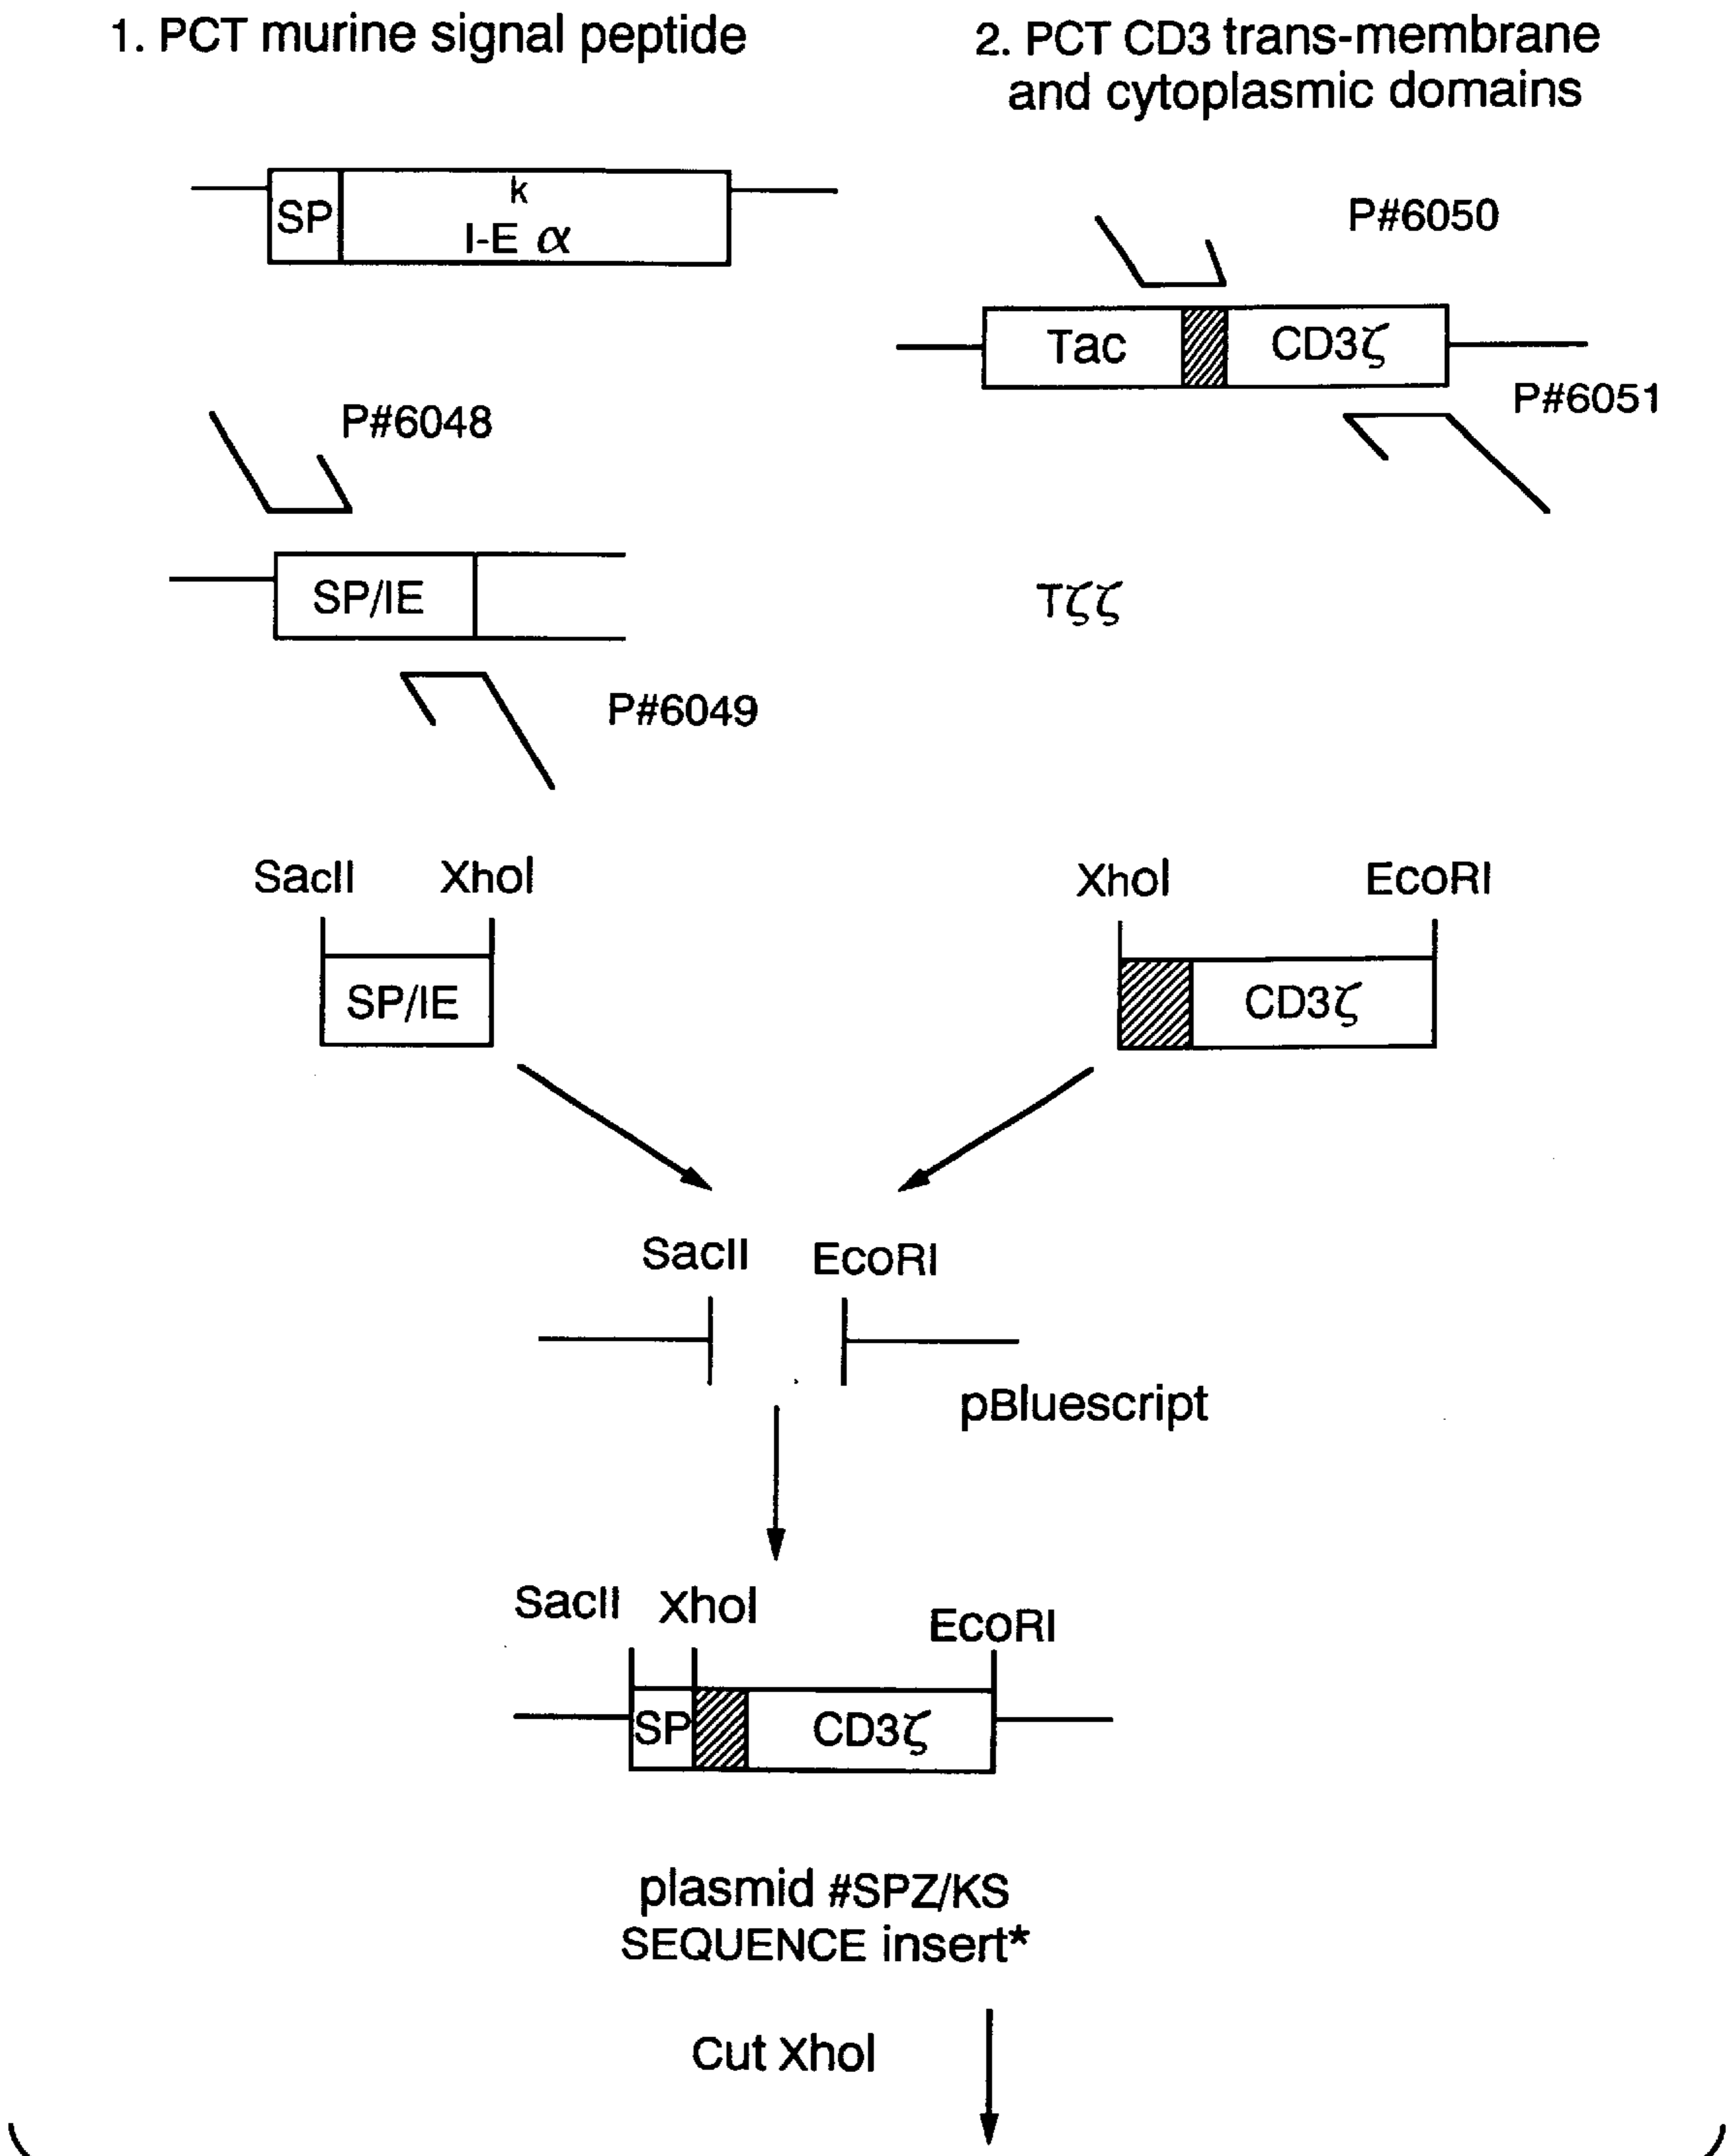 1. PCT murine signal peptide
2. PCT CD3 trans-membrane
and cytoplasmic domains
SP
k
I-E α
P#6050
Tac
CD3ζ
P#6051
P#6048
SP/IE
Tζζ
P#6049
SacII
XhoI
XhoI
EcoRI
SP/IE
CD3ζ
SacII
EcoRI
pBluescript
SacII
XhoI
EcoRI
SP
CD3ζ
plasmid #SPZ/KS
SEQUENCE insert*
Cut XhoI